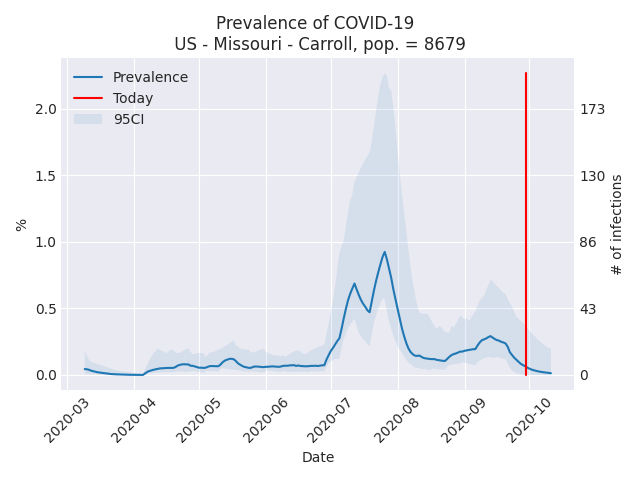 Prevalence of COVID-19
US - Missouri - Carroll, pop. = 8679
Prevalence
Today
95CI
2.0
1.5
1.0
0.5
0.0
%
173
130
86
43
0
# of infections
2020-03
2020-04
2020-05
2020-06
2020-07
2020-08
2020-09
2020-10
Date